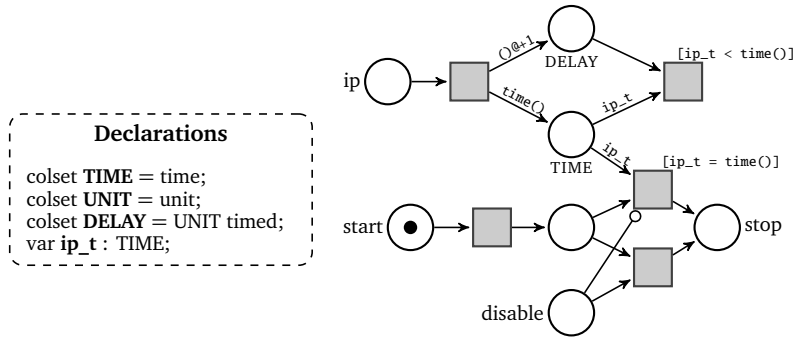 ()@+1
[ip_t < time()]
DELAY
ip
time()
ip_t
Declarations
ip_t
TIME
[ip_t = time()]
colset TIME = time;
colset UNIT = unit;
colset DELAY = UNIT timed;
var ip_t : TIME;
start
stop
disable